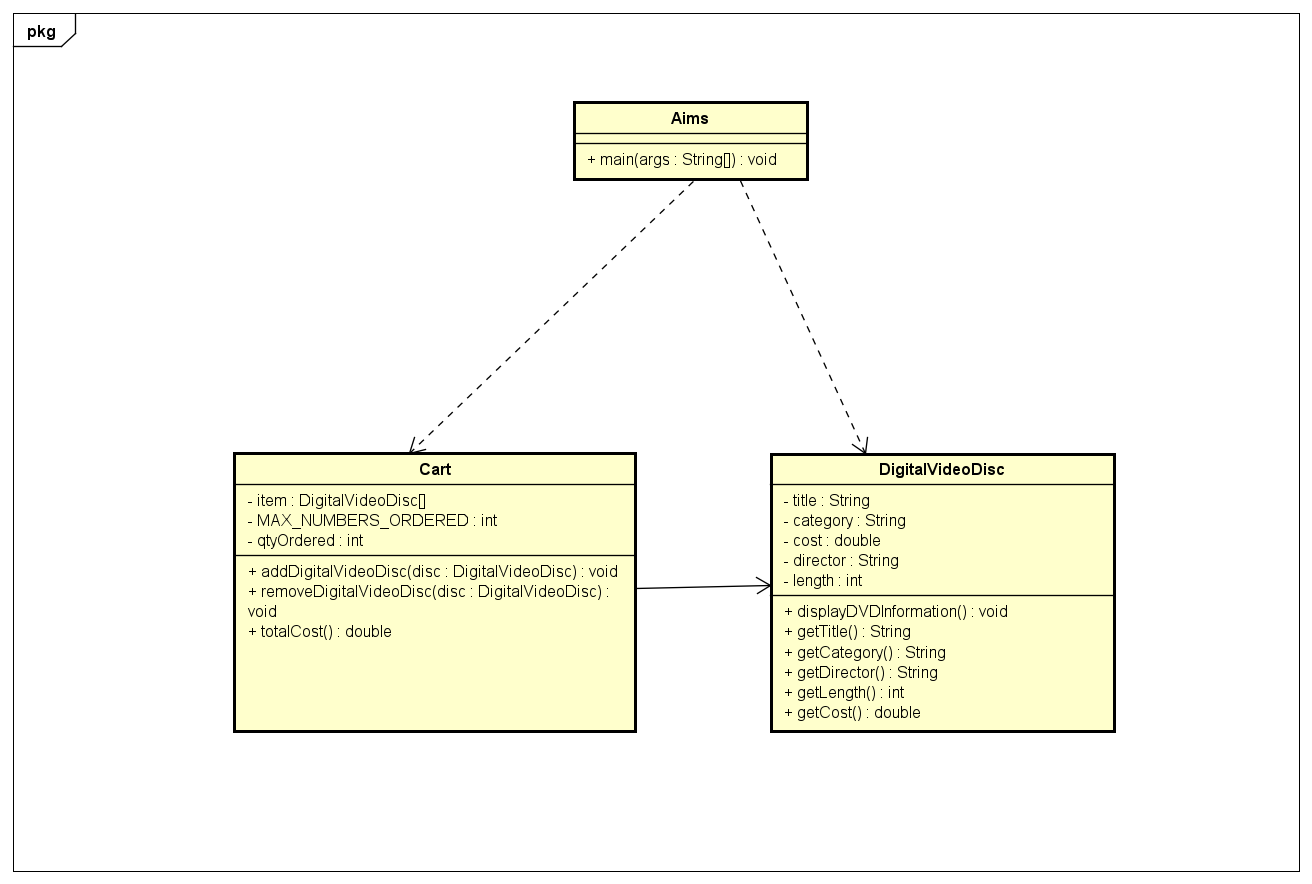 pkg
Aims
+ main(args : String[]) : void
Cart
- item : DigitalVideoDisc[]
- MAX_NUMBERS_ORDERED : int
- qtyOrdered : int
+ addDigitalVideoDisc(disc : DigitalVideoDisc) : void
+ removeDigitalVideoDisc(disc : DigitalVideoDisc) :
void
+ totalCost() : double
DigitalVideoDisc
- title : String
- category : String
- cost : double
- director : String
- length : int
+ displayDVDInformation() : void
+ getTitle() : String
+ getCategory() : String
+ getDirector() : String
+ getLength() : int
+ getCost() : double